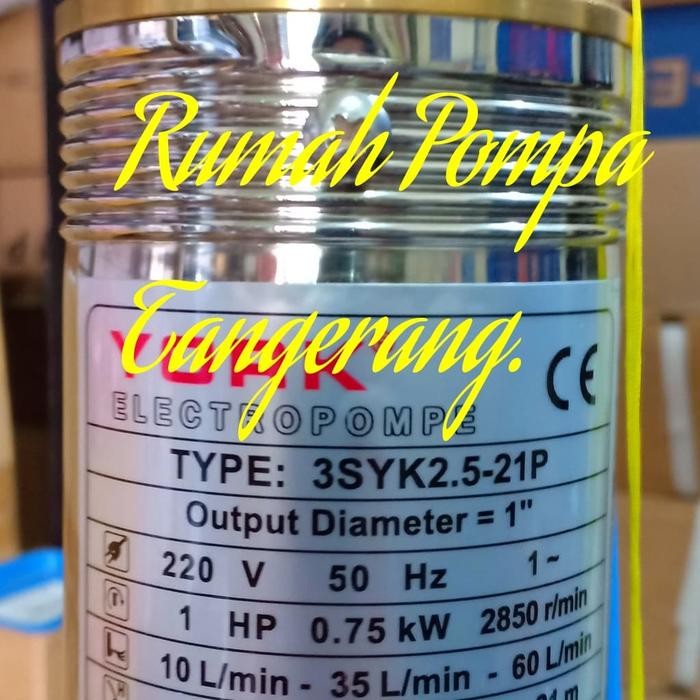 Rumah Pompa
Tangerang.
YORK
CE
ELECTROPOMPE
TYPE: 3SYK2.5-21P
Output Diameter = 1"
220 V 50 Hz 1~
1 HP 0.75 kW 2850 r/min
10 L/min - 35 L/min - 60 L/min